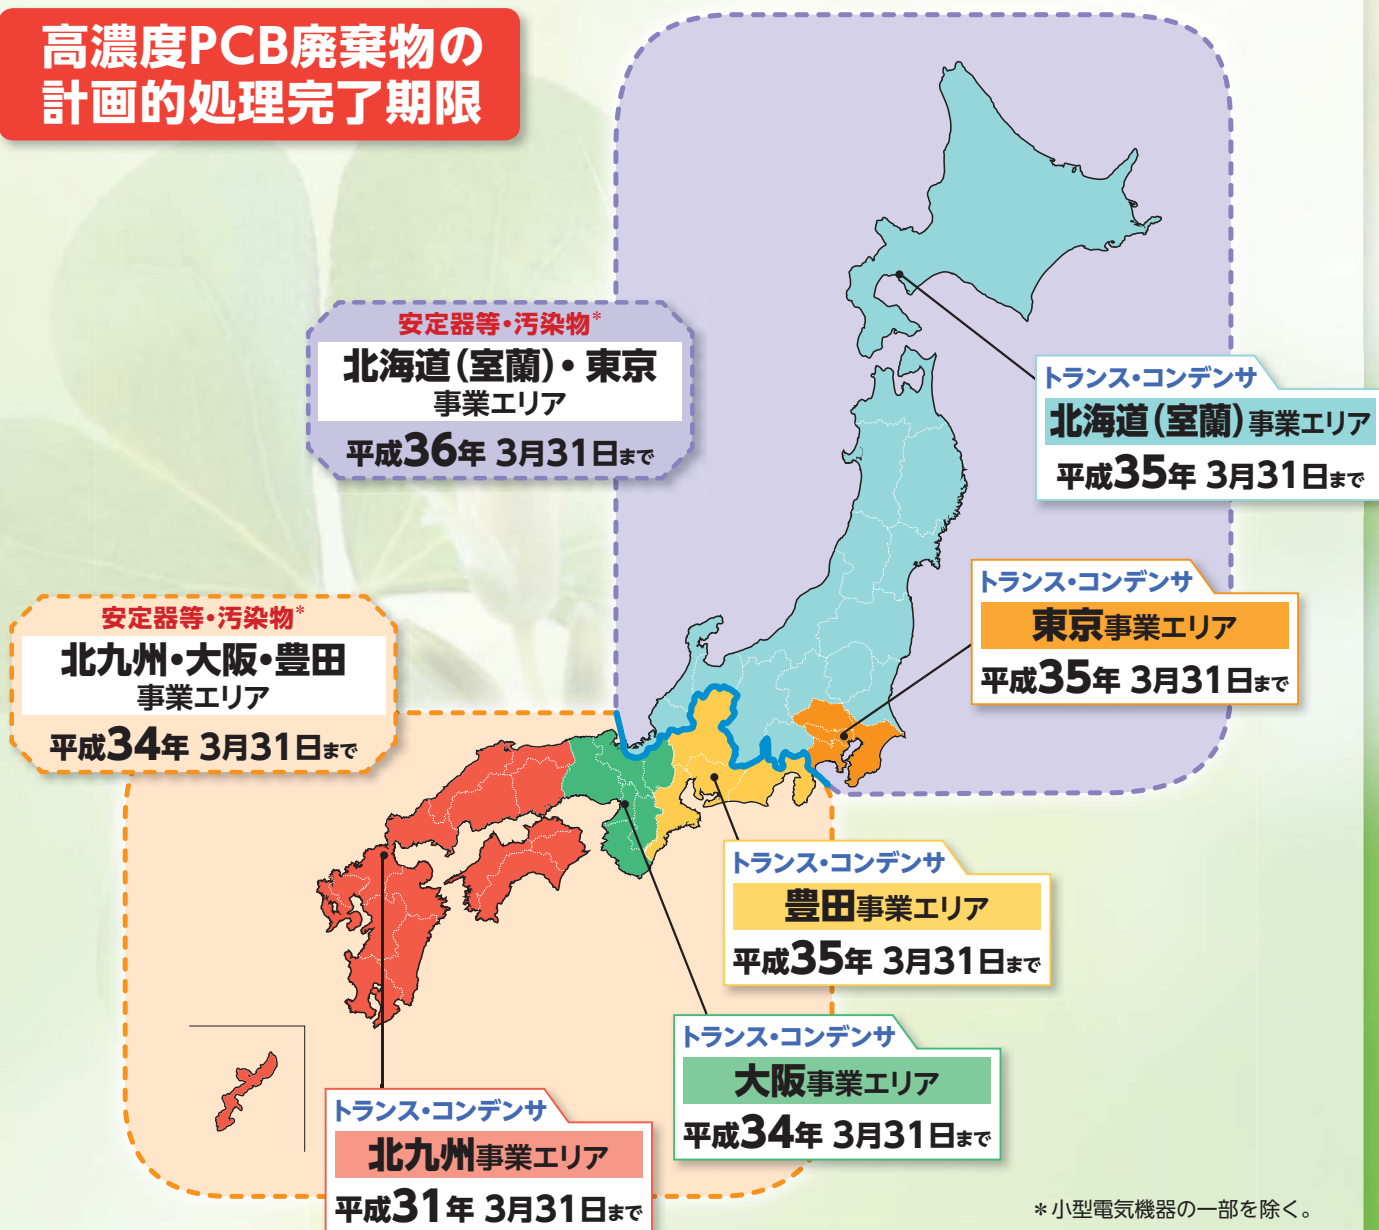 高濃度PCB廃棄物の
計画的処理完了期限
安定器等・汚染物*
北海道(室蘭)・東京
事業エリア
平成36年 3月31日まで
トランス・コンデンサ
北海道(室蘭)事業エリア
平成35年 3月31日まで
トランス・コンデンサ
東京事業エリア
平成35年 3月31日まで
安定器等・汚染物*
北九州・大阪・豊田
事業エリア
平成34年 3月31日まで
トランス・コンデンサ
豊田事業エリア
平成35年 3月31日まで
トランス・コンデンサ
大阪事業エリア
平成34年 3月31日まで
トランス・コンデンサ
北九州事業エリア
平成31年 3月31日まで
*小型電気機器の一部を除く。